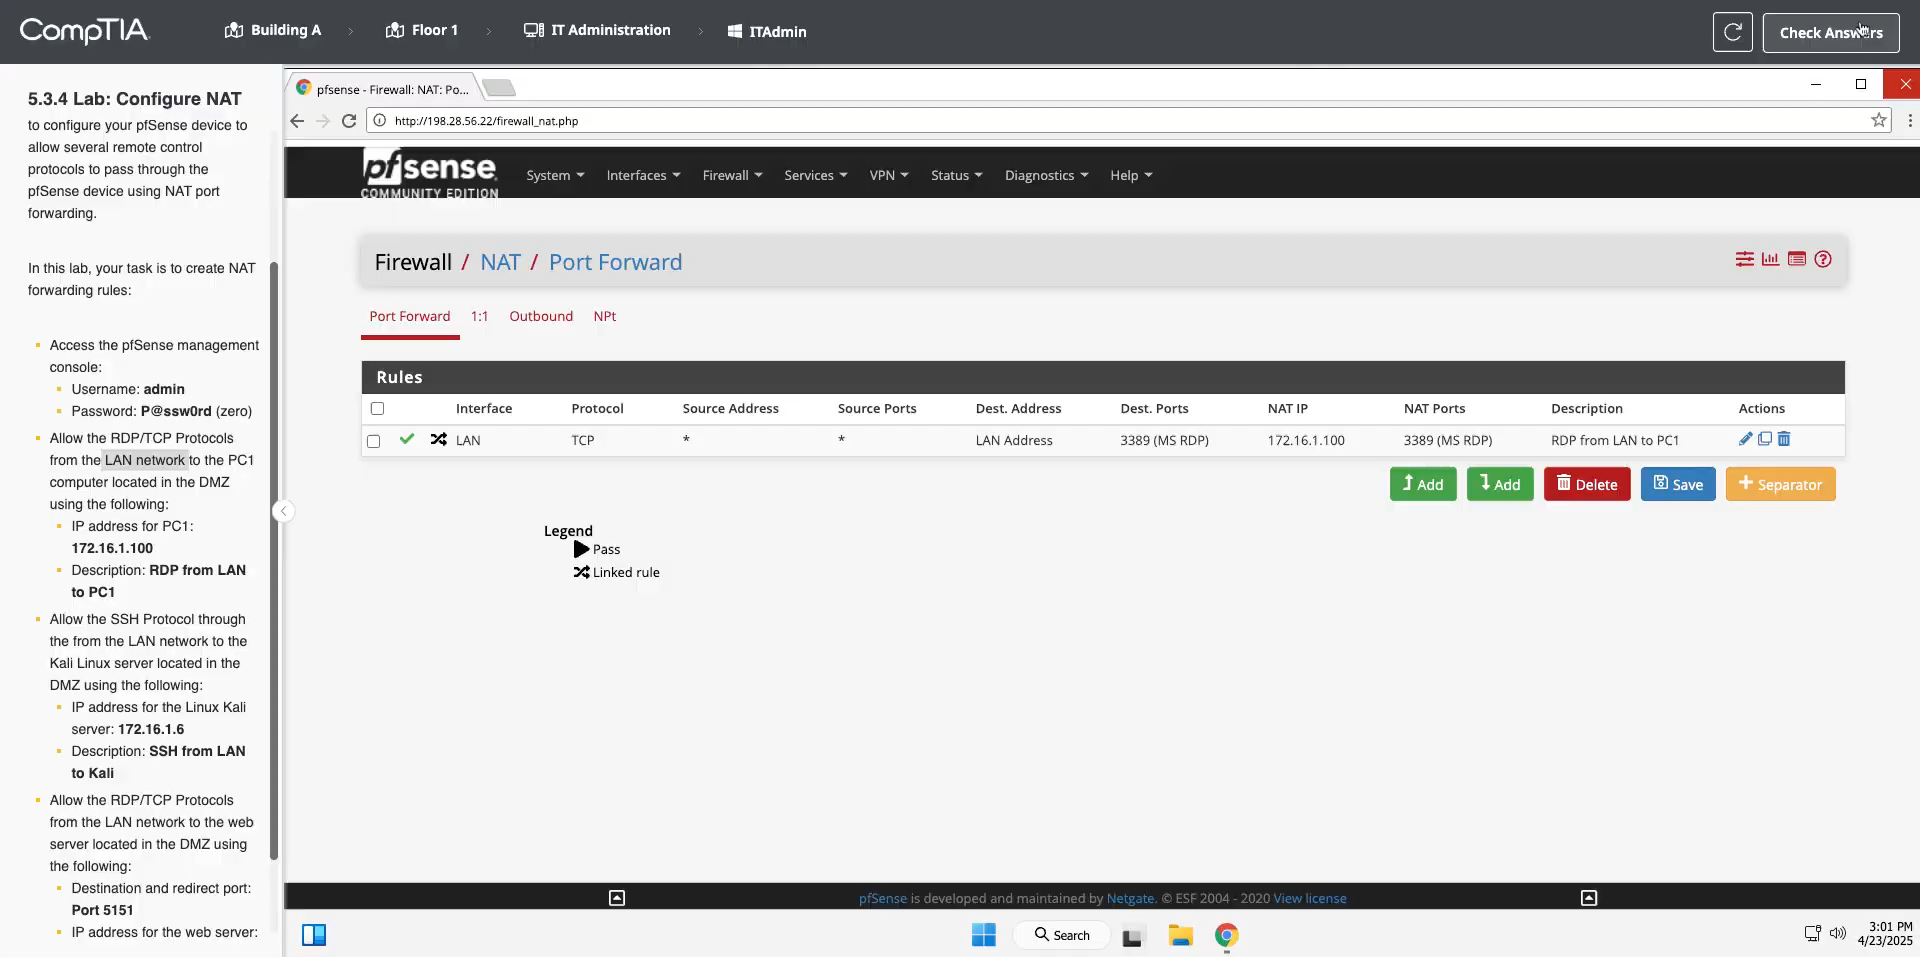 CompTIA.
Building A
Floor 1
IT Administration
ITAdmin
Check Answers
5.3.4 Lab: Configure NAT
to configure your pfSense device to
allow several remote control
protocols to pass through the
pfSense device using NAT port
forwarding.
In this lab, your task is to create NAT
forwarding rules:
Access the pfSense management
console:
Username: admin
Password: P@ssw0rd (zero)
Allow the RDP/TCP Protocols
from the LAN network to the PC1
computer located in the DMZ
using the following:
IP address for PC1:
172.16.1.100
Description: RDP from LAN
to PC1
Allow the SSH Protocol through
the from the LAN network to the
Kali Linux server located in the
DMZ using the following:
IP address for the Linux Kali
server: 172.16.1.6
Description: SSH from LAN
to Kali
Allow the RDP/TCP Protocols
from the LAN network to the web
server located in the DMZ using
the following:
Destination and redirect port:
Port 5151
IP address for the web server:
pfsense - Firewall: NAT: Po...
http://198.28.56.22/firewall_nat.php
pfsense
COMMUNITY EDITION
System Interfaces Firewall Services VPN Status Diagnostics Help
Firewall / NAT / Port Forward
Port Forward 1:1 Outbound NPt
Rules
Interface Protocol Source Address Source Ports Dest. Address Dest. Ports NAT IP NAT Ports Description Actions
LAN TCP * * LAN Address 3389 (MS RDP) 172.16.1.100 3389 (MS RDP) RDP from LAN to PC1
Add Add Delete Save Separator
Legend
Pass
Linked rule
pfSense is developed and maintained by Netgate. © ESF 2004 - 2020 View license
Search
3:01 PM
4/23/2025